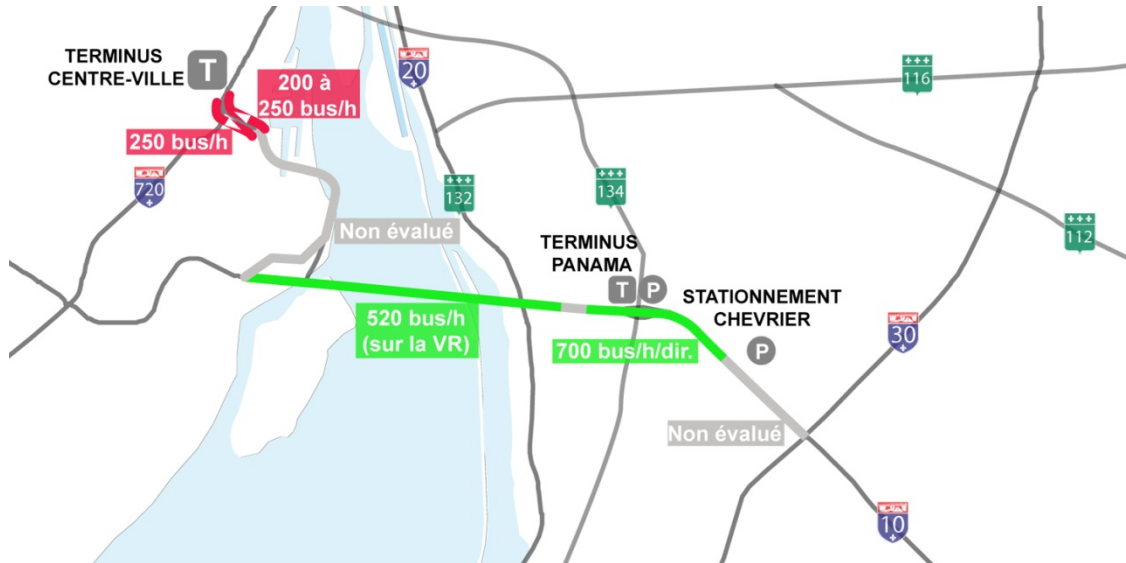 TERMINUS
CENTRE-VILLE
T
200 à
250 bus/h
250 bus/h
20
116
720
132
134
112
Non évalué
TERMINUS
PANAMA
T
P
STATIONNEMENT
CHEVRIER
P
520 bus/h
(sur la VR)
700 bus/h/dir.
30
Non évalué
10